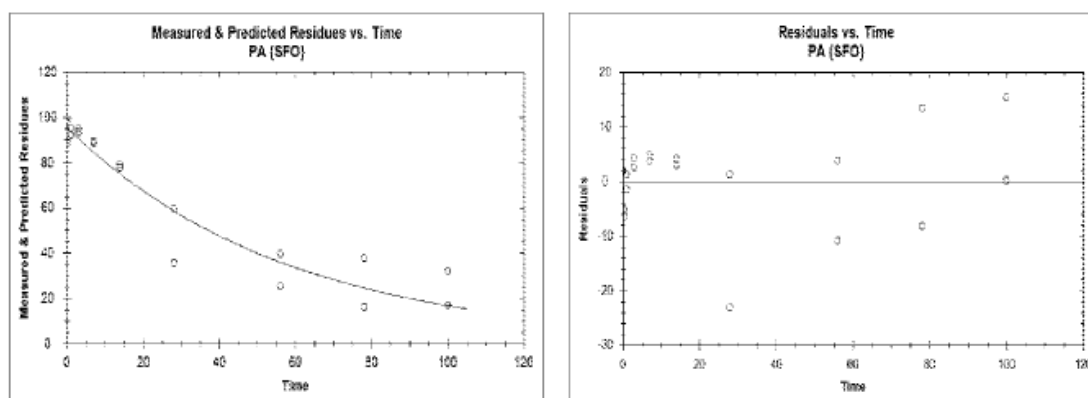 Measured & Predicted Residues vs. Time
PA {SFO}
120
100
80
60
40
20
0
Measured & Predicted Residues
0 20 40 60 80 100 120
Time
Residuals vs. Time
PA {SFO}
20
10
0
-10
-20
-30
Residuals
0 20 40 60 80 100 120
Time